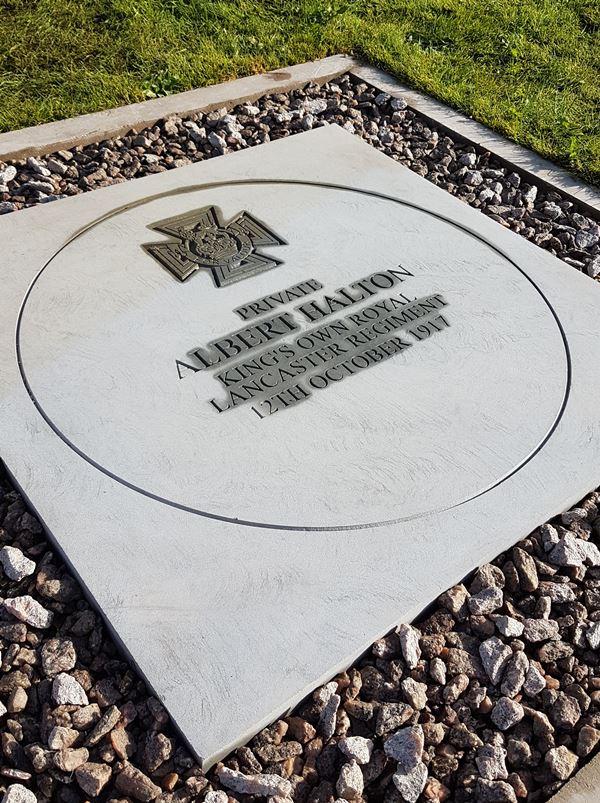 PRIVATE
ALBERT HALTON
KING'S OWN ROYAL
LANCASTER REGIMENT
12TH OCTOBER 1917